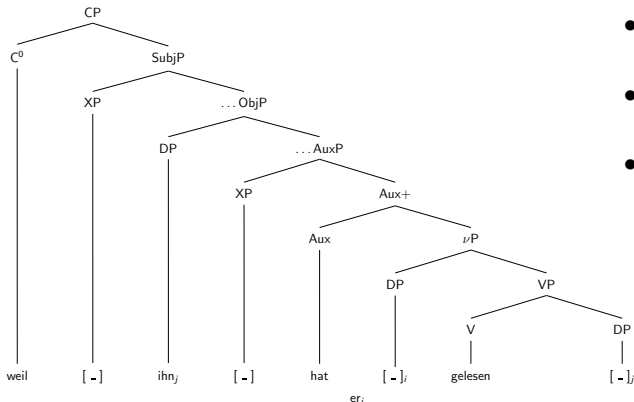 CP
C⁰ SubjP
XP ...ObjP
DP ...AuxP
XP Aux+
Aux νP
DP VP
V DP
weil [ - ] ihnⱼ [ - ] hat [ - ]ᵢ gelesen [ - ]ⱼ
erᵢ